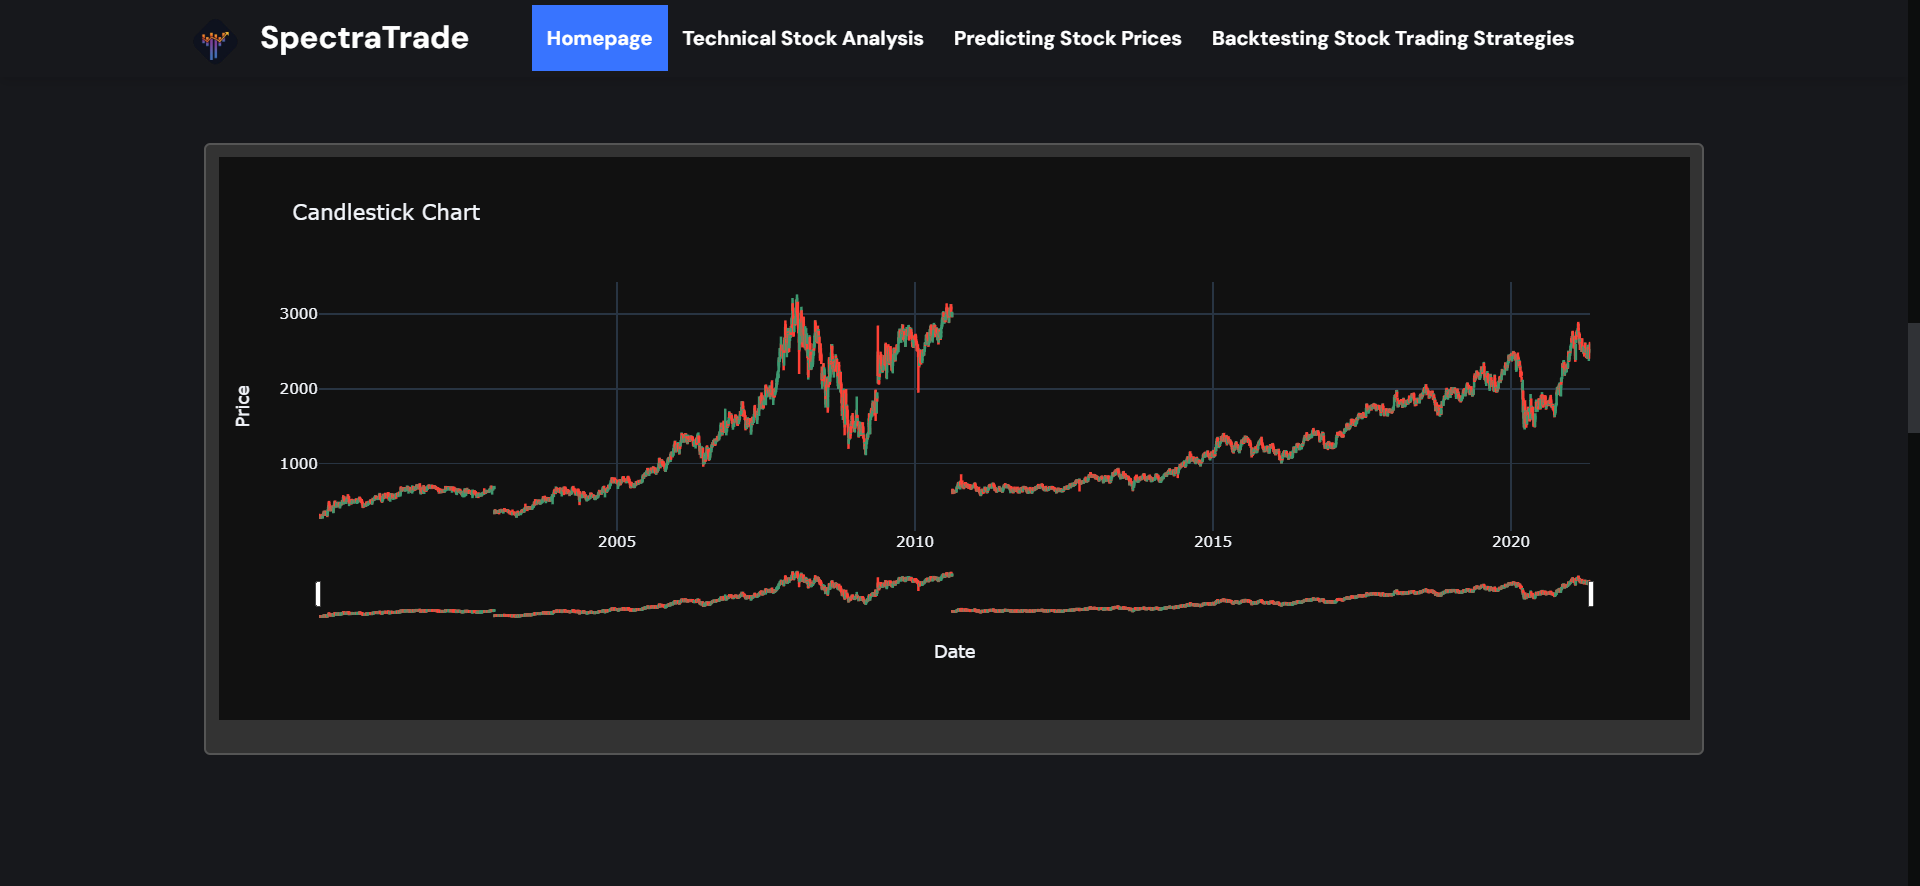 SpectraTrade
Homepage
Technical Stock Analysis
Predicting Stock Prices
Backtesting Stock Trading Strategies
Candlestick Chart
3000
2000
1000
Price
2005
2010
2015
2020
Date